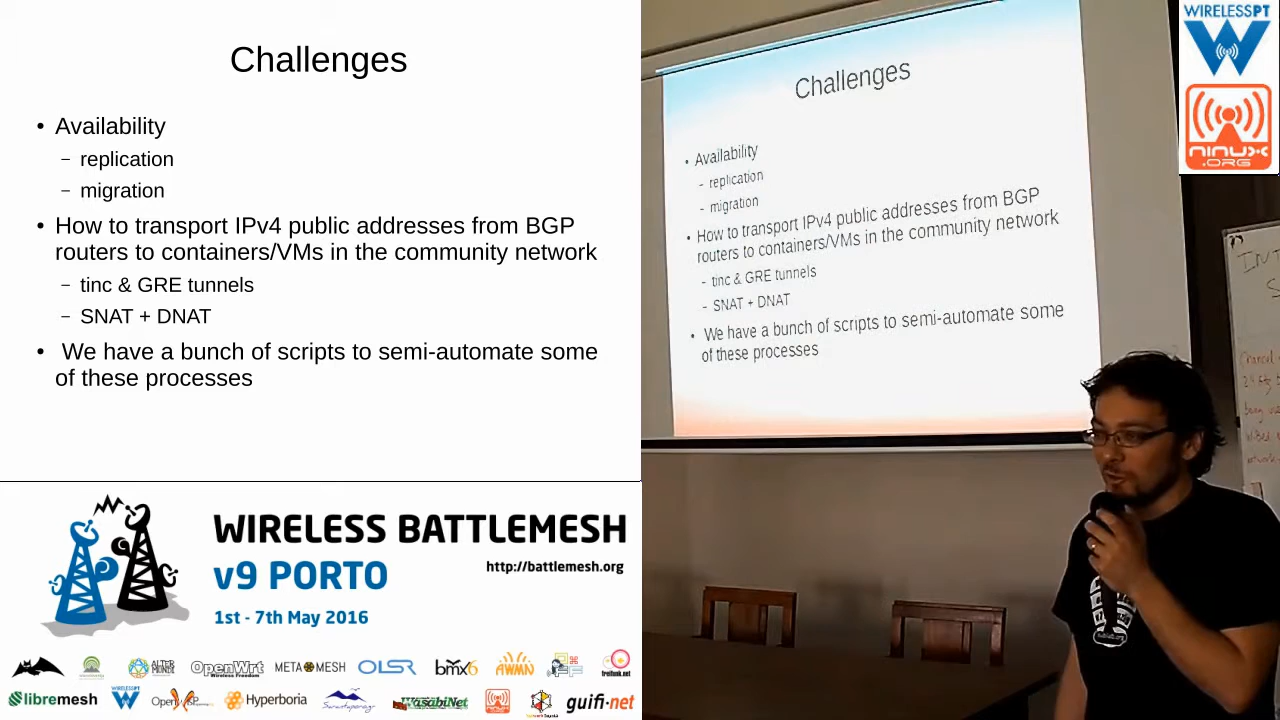 Challenges
• Availability
– replication
– migration
• How to transport IPv4 public addresses from BGP
routers to containers/VMs in the community network
– tinc & GRE tunnels
– SNAT + DNAT
• We have a bunch of scripts to semi-automate some
of these processes
WIRELESS BATTLEMESH
v9 PORTO
http://battlemesh.org
1st - 7th May 2016
OpenWrt
Wireless Freedom
METAMESH
OLSR
bmx6
AWMN
freifunk.net
libremesh
WIRELESSPT
Hyperboria
WasabiNet
guifi·net
Challenges
• Availability
- replication
- migration
• How to transport IPv4 public addresses from BGP
routers to containers/VMs in the community network
- tinc & GRE tunnels
- SNAT + DNAT
• We have a bunch of scripts to semi-automate some
of these processes
WIRELESSPT
NINUX
.ORG